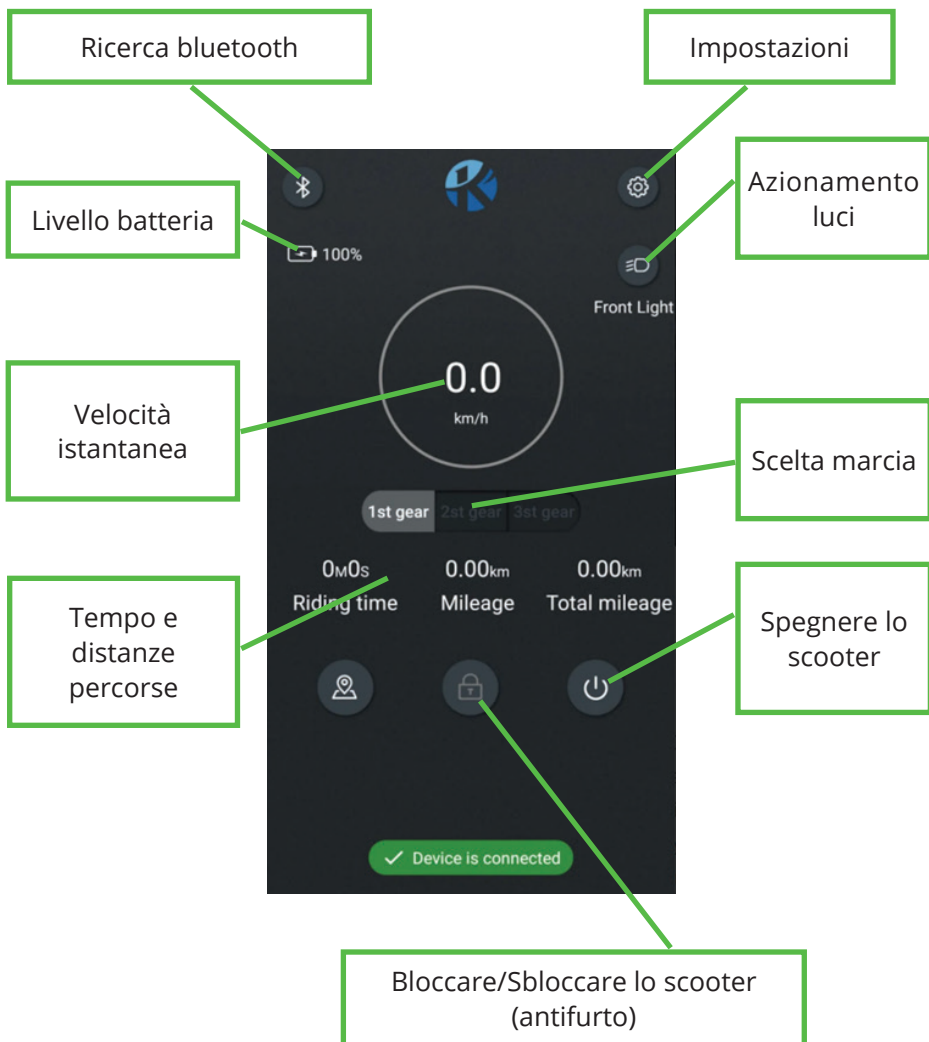 Ricerca bluetooth
Impostazioni
Azionamento
luci
Livello batteria
100%
Front Light
0.0
km/h
Velocità
istantanea
Scelta marcia
1st gear
2st gear
3st gear
0M0s
0.00km
0.00km
Riding time
Mileage
Total mileage
Tempo e
distanze
percorse
Spegnere lo
scooter
Device is connected
Bloccare/Sbloccare lo scooter
(antifurto)